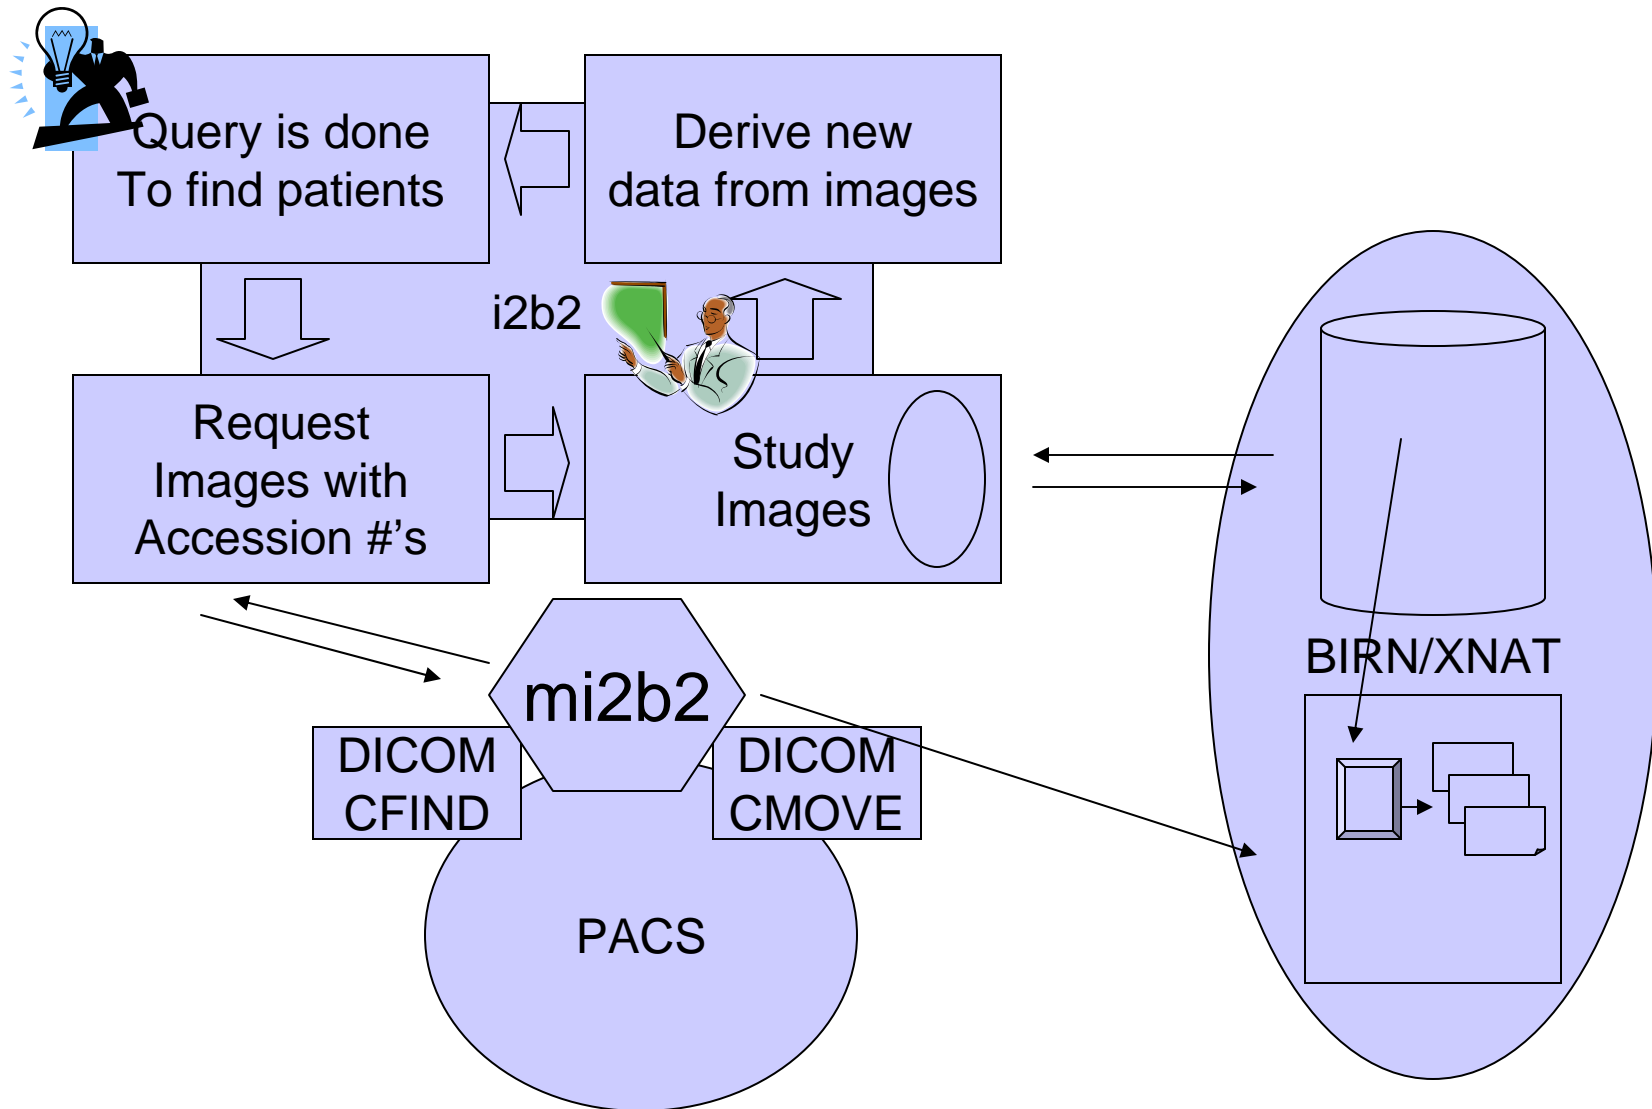 Query is done
To find patients
Derive new
data from images
i2b2
Request
Images with
Accession #'s
Study
Images
BIRN/XNAT
mi2b2
DICOM
CFIND
DICOM
CMOVE
PACS